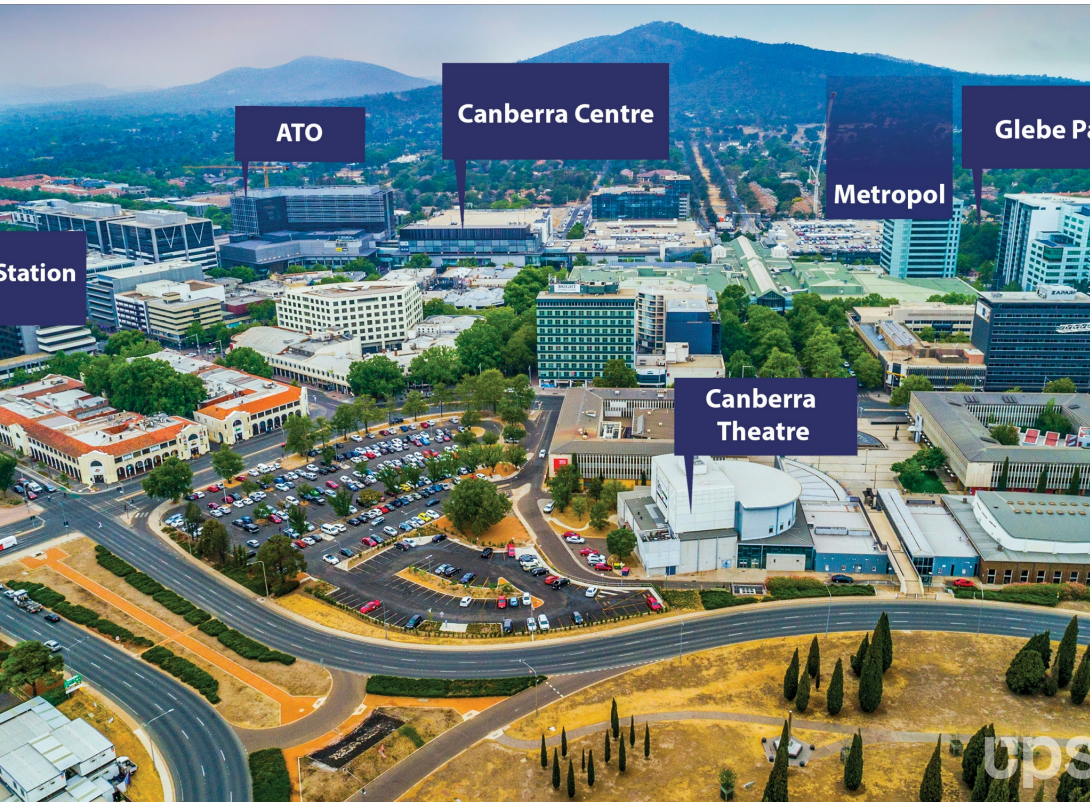 ATO
Canberra Centre
Metropol
Glebe Pa
Station
Canberra
Theatre
ups